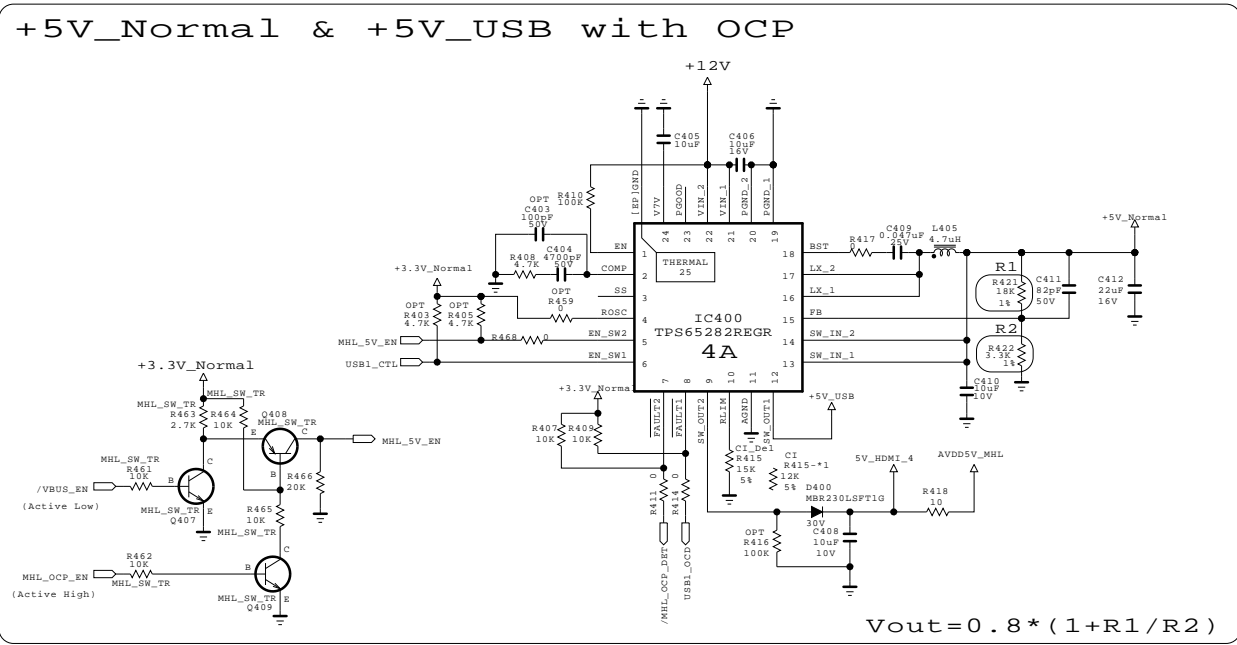 +5V_Normal & +5V_USB with OCP
+12V
C405
10uF
C406
10uF
16V
R410
100K
[EP]GND
V7V
PGOOD
VIN_2
VIN_1
PGND_2
PGND_1
24
23
22
21
20
19
OPT
C403
100pF
50V
C404
4700pF
50V
R408
4.7K
EN
COMP
SS
ROSC
EN_SW2
EN_SW1
1
2
3
4
5
6
THERMAL
25
IC400
TPS65282REGR
4A
18
17
16
15
14
13
BST
LX_2
LX_1
FB
SW_IN_2
SW_IN_1
R417
0
C409
0.047uF
25V
L405
4.7uH
+5V_Normal
R1
R421
18K
1%
C411
82pF
50V
C412
22uF
16V
R2
R422
3.3K
1%
C410
10uF
10V
+3.3V_Normal
OPT
R403
4.7K
OPT
R405
4.7K
OPT
R459
0
MHL_5V_EN
R468
0
USB1_CTL
7
8
9
10
11
12
FAULT2
FAULT1
SW_OUT2
RLIM
AGND
SW_OUT1
+3.3V_Normal
R407
10K
R409
10K
R411
0
R414
0
/MHL_OCP_DET
USB1_OCD
+5V_USB
CI_Del
R415
15K
5%
CI
R415-*1
12K
5%
D400
MBR230LSFT1G
30V
OPT
R416
100K
C408
10uF
10V
5V_HDMI_4
AVDD5V_MHL
R418
10
+3.3V_Normal
MHL_SW_TR
R463
2.7K
MHL_SW_TR
R464
10K
Q408
MHL_SW_TR
E
C
B
MHL_5V_EN
R466
20K
MHL_SW_TR
R461
10K
/VBUS_EN
(Active Low)
B
C
E
MHL_SW_TR
Q407
R465
10K
MHL_SW_TR
R462
10K
MHL_SW_TR
MHL_OCP_EN
(Active High)
B
C
E
MHL_SW_TR
Q409
Vout=0.8*(1+R1/R2)